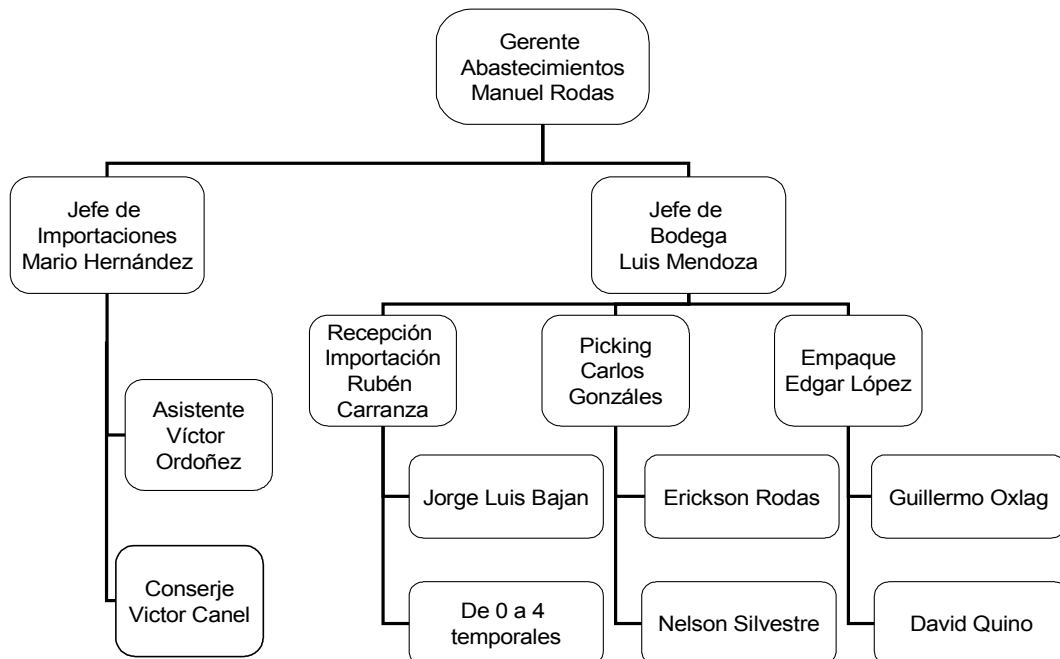 Gerente
Abastecimientos
Manuel Rodas
Jefe de
Importaciones
Mario Hernández
Jefe de
Bodega
Luis Mendoza
Recepción
Importación
Rubén
Carranza
Picking
Carlos
Gonzáles
Empaque
Edgar López
Asistente
Víctor
Ordoñez
Jorge Luis Bajan
Erickson Rodas
Guillermo Oxlag
Conserje
Victor Canel
De 0 a 4
temporales
Nelson Silvestre
David Quino